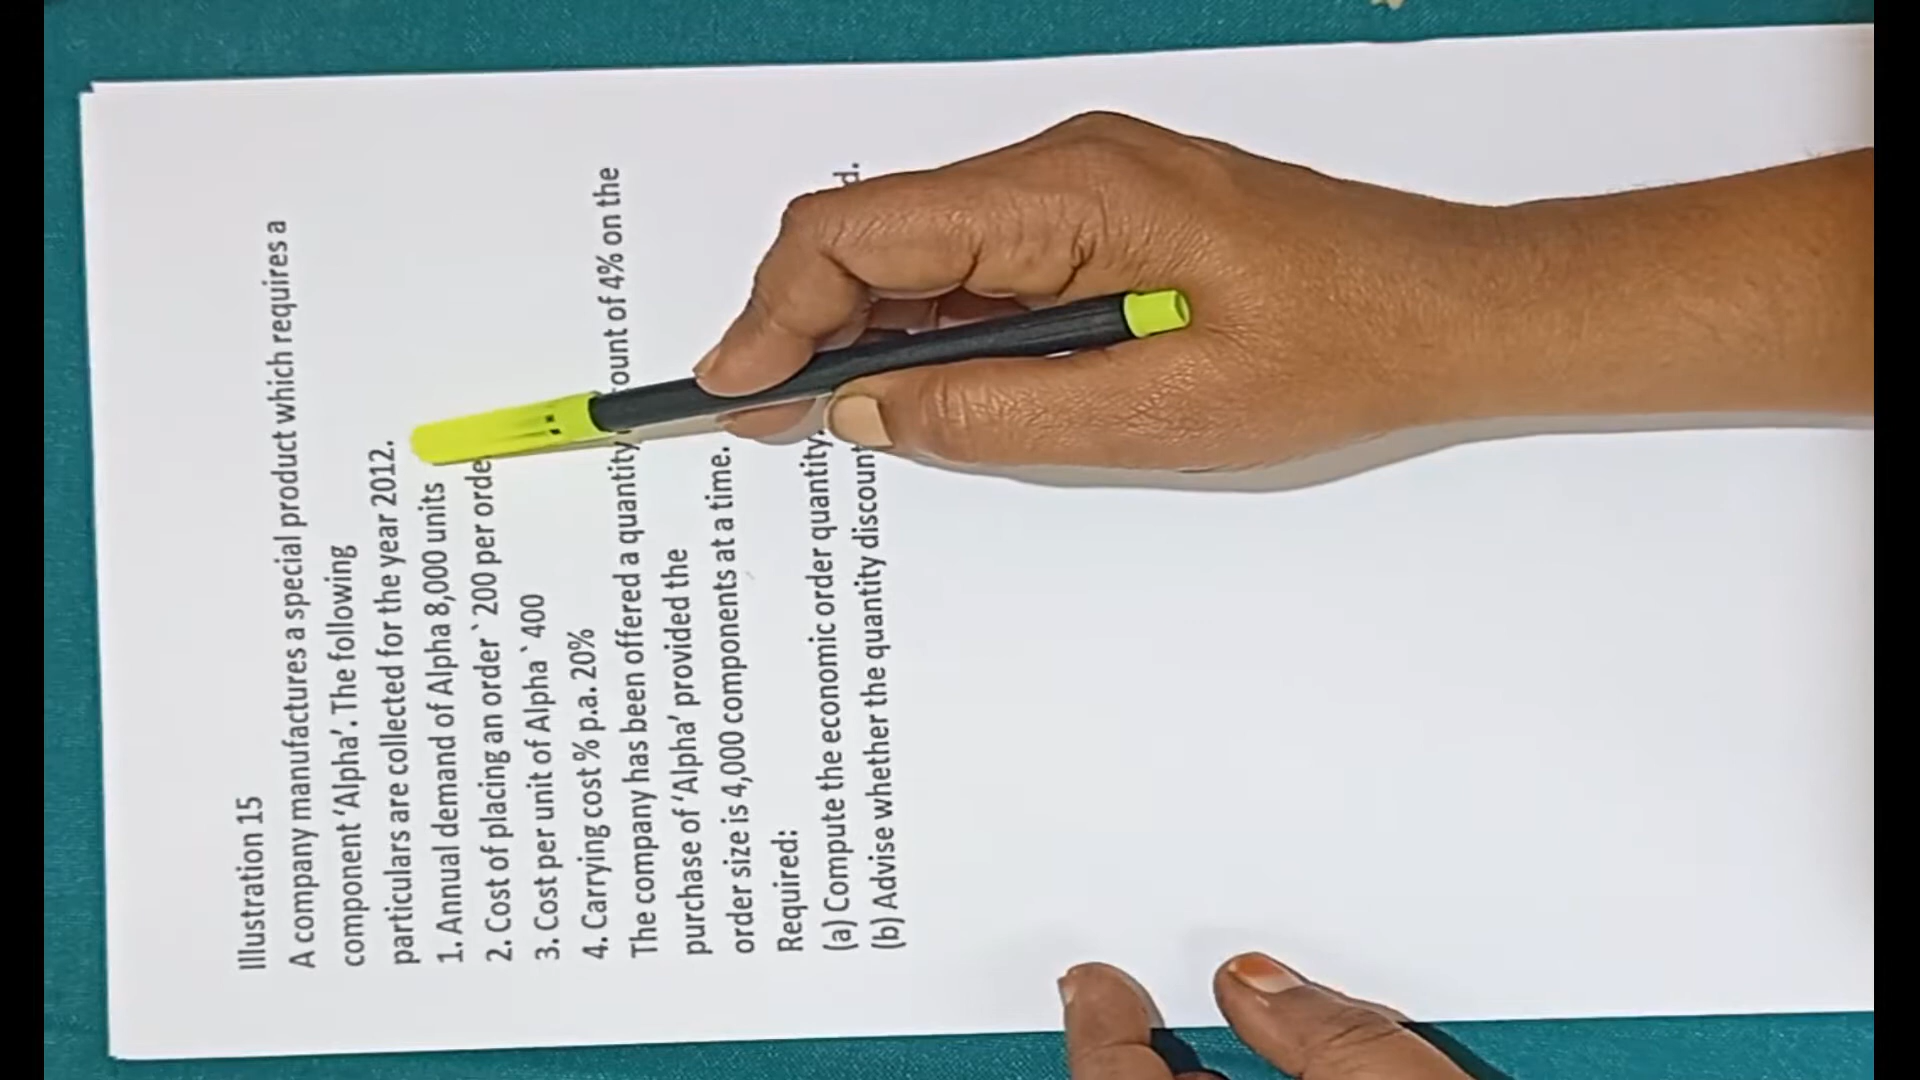 Illustration 15
A company manufactures a special product which requires a
component ‘Alpha’. The following
particulars are collected for the year 2012.
1. Annual demand of Alpha 8,000 units
2. Cost of placing an order ` 200 per orde
3. Cost per unit of Alpha ` 400
4. Carrying cost % p.a. 20%
The company has been offered a quantity ount of 4% on the
purchase of ‘Alpha’ provided the
order size is 4,000 components at a time.
Required:
(a) Compute the economic order quantity.
(b) Advise whether the quantity discount d.